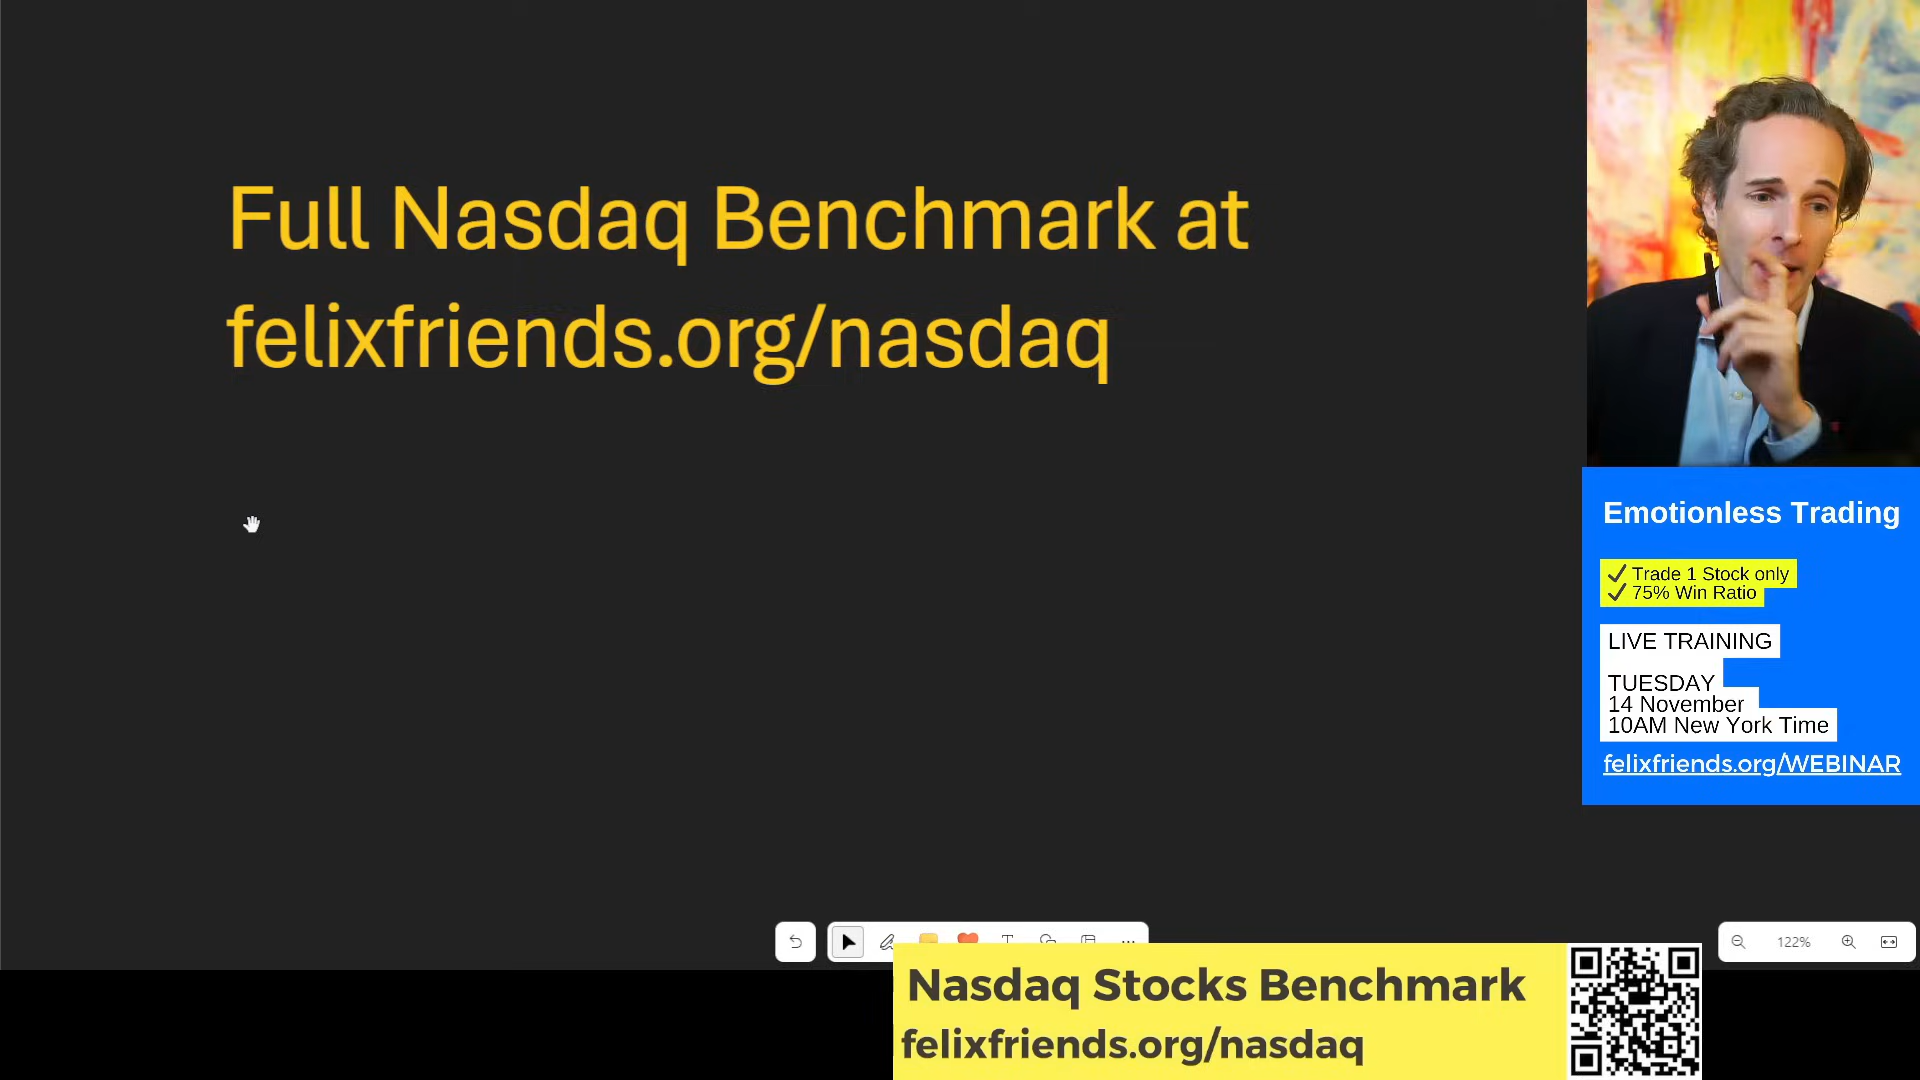 Full Nasdaq Benchmark at
felixfriends.org/nasdaq
Emotionless Trading
✓ Trade 1 Stock only
✓ 75% Win Ratio
LIVE TRAINING
TUESDAY
14 November
10AM New York Time
felixfriends.org/WEBINAR
122%
Nasdaq Stocks Benchmark
felixfriends.org/nasdaq